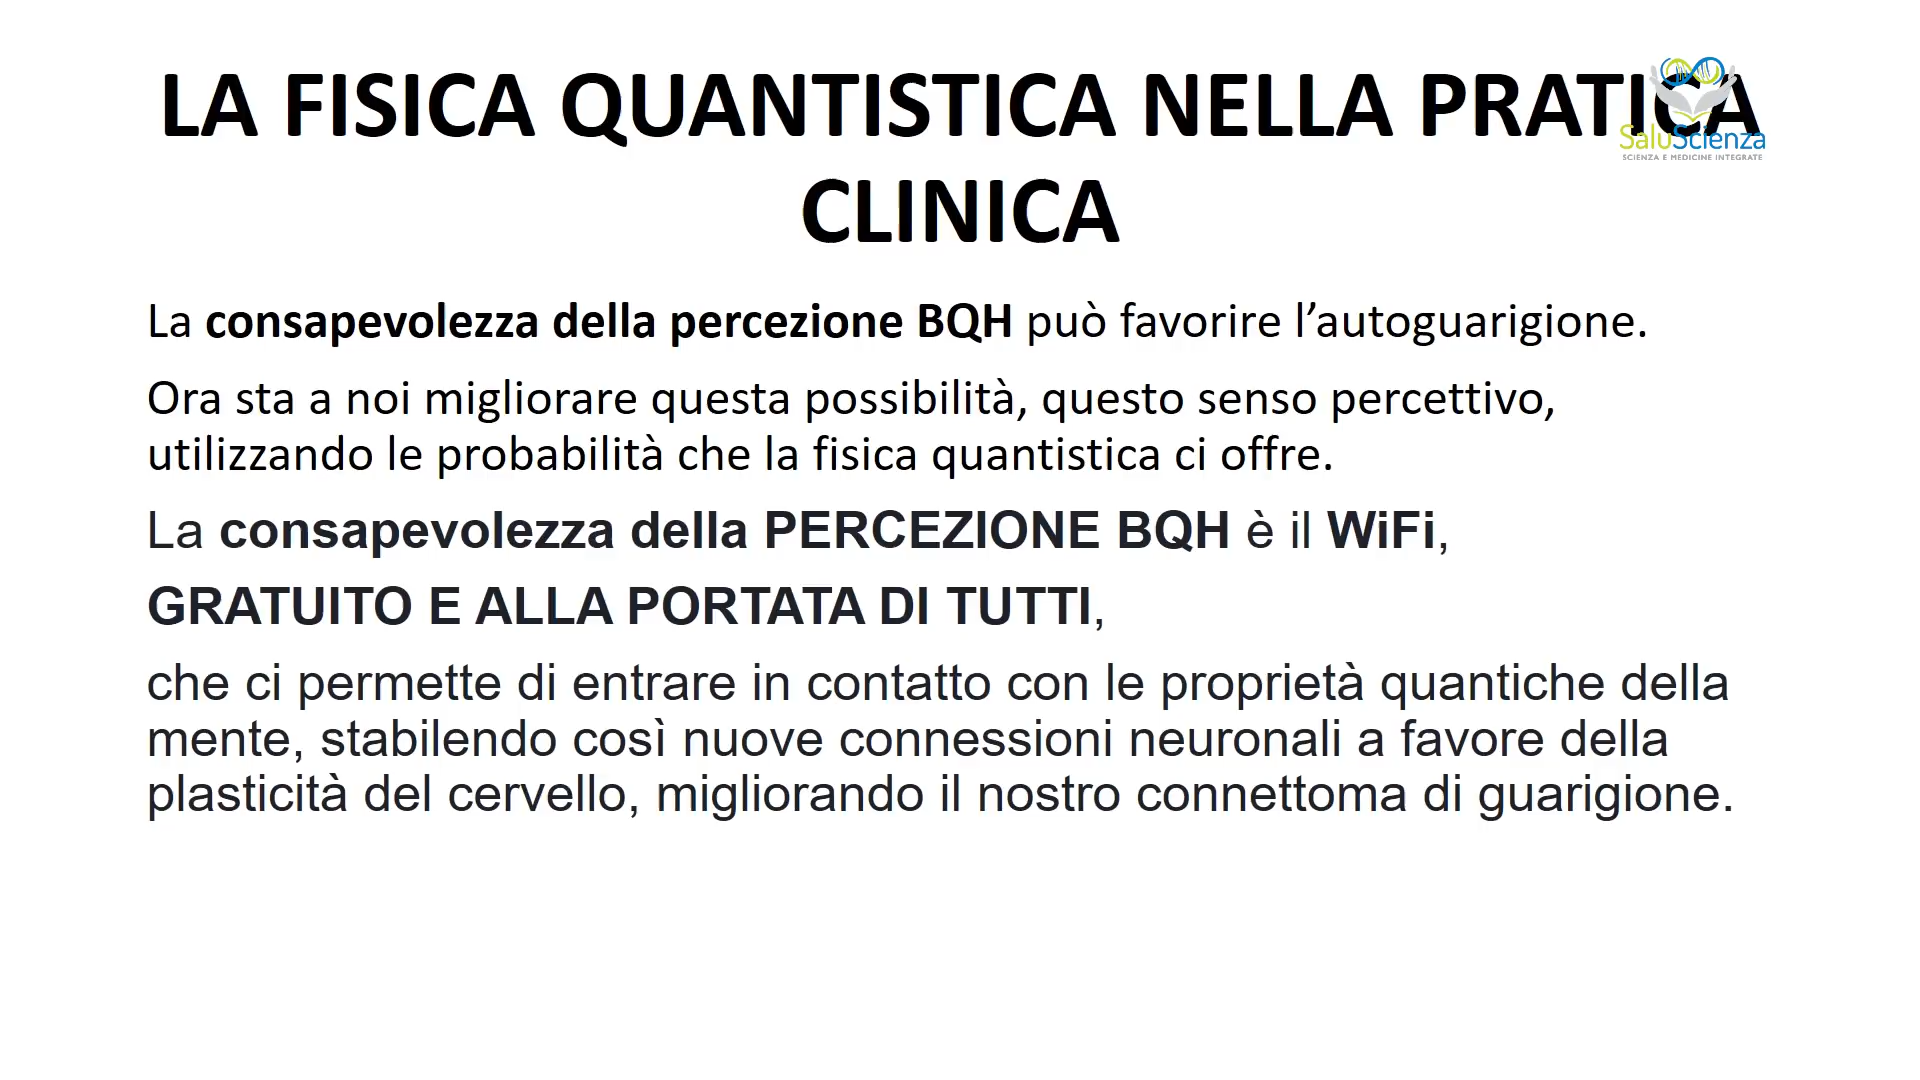 LA FISICA QUANTISTICA NELLA PRATICA
CLINICA
SaluScienza
SCIENZA E MEDICINE INTEGRATE
La consapevolezza della percezione BQH può favorire l’autoguarigione.
Ora sta a noi migliorare questa possibilità, questo senso percettivo,
utilizzando le probabilità che la fisica quantistica ci offre.
La consapevolezza della PERCEZIONE BQH è il WiFi,
GRATUITO E ALLA PORTATA DI TUTTI,
che ci permette di entrare in contatto con le proprietà quantiche della
mente, stabilendo così nuove connessioni neuronali a favore della
plasticità del cervello, migliorando il nostro connettoma di guarigione.